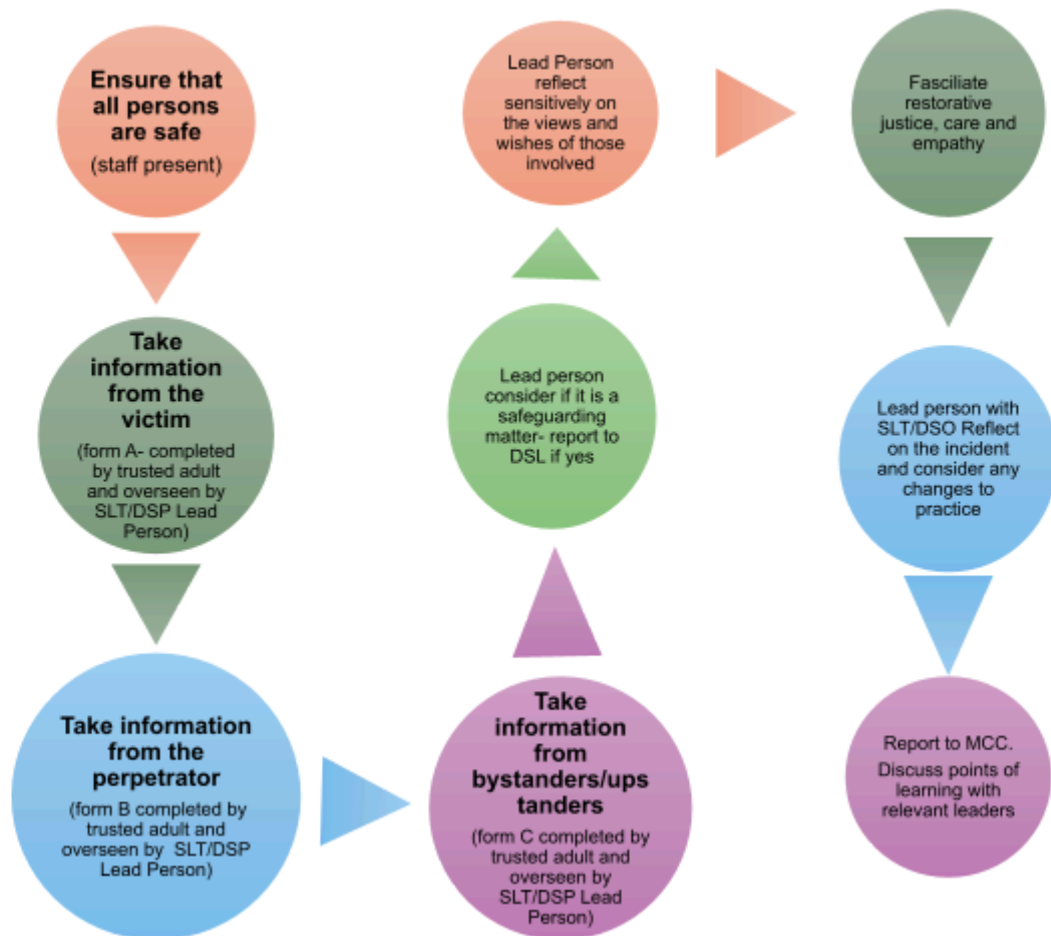 Ensure that
all persons
are safe
(staff present)
Take
information
from the
victim
(form A- completed
by trusted adult
and overseen by
SLT/DSP Lead
Person)
Take information
from the
perpetrator
(form B completed by
trusted adult and
overseen by SLT/DSP
Lead Person)
Take
information
from
bystanders/ups
tanders
(form C completed by
trusted adult and
overseen by
SLT/DSP Lead
Person)
Lead person
consider if it is a
safeguarding
matter- report to
DSL if yes
Lead Person
reflect
sensitively on
the views and
wishes of those
involved
Fasciliate
restorative
justice, care and
empathy
Lead person with
SLT/DSO Reflect
on the incident
and consider any
changes to
practice
Report to MCC.
Discuss points of
learning with
relevant leaders